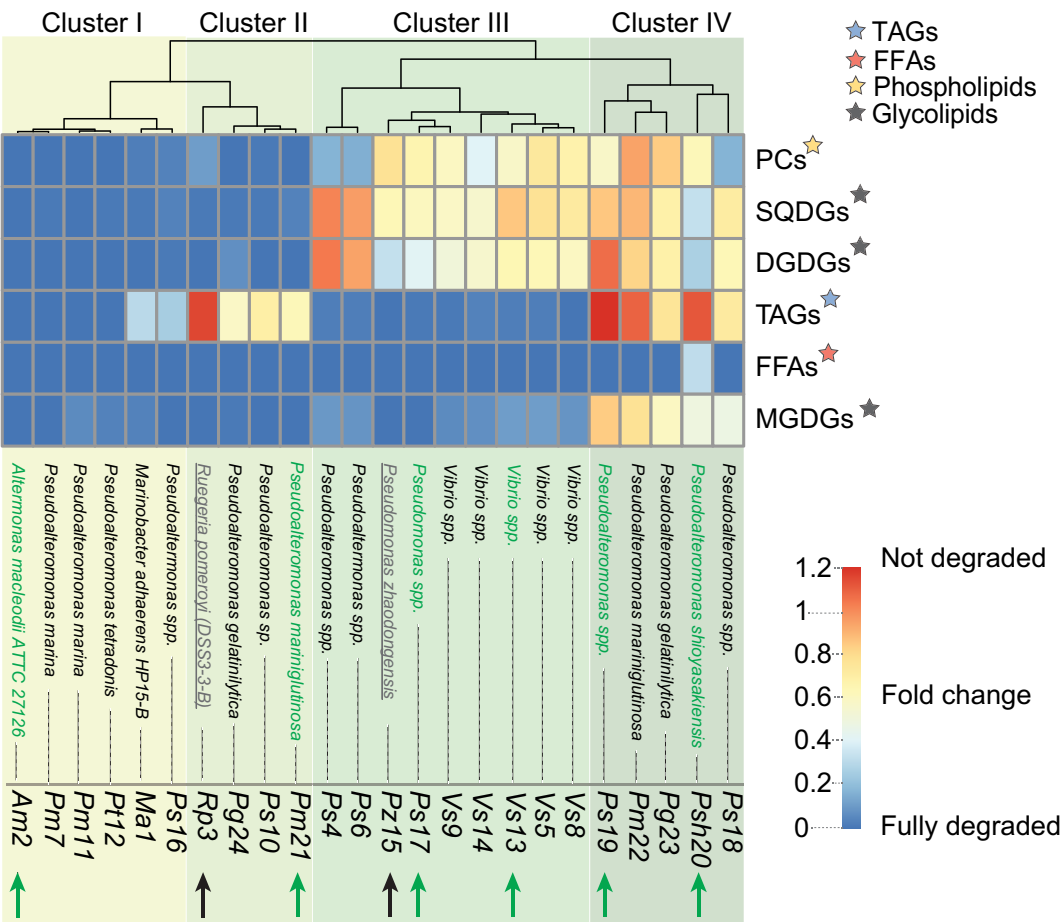 Cluster I
Cluster II
Cluster III
Cluster IV
TAGs
FFAs
Phospholipids
Glycolipids
PCs
SQDGs
DGDGs
TAGs
FFAs
MGDGs
Altermonas macleodii ATTC 27126
Pseudoalteromonas marina
Pseudoalteromonas marina
Pseudoalteromonas tetradonis
Marinobacter adhaerens HP15-B
Pseudoaltermonas spp.
Ruegeria pomeroyi (DSS3-3-B)
Pseudoalteromonas gelatinilytica
Pseudoalteromonas sp.
Pseudoalteromonas mariniglutinosa
Pseudoaltermonas spp.
Pseudoaltermonas spp.
Pseudomonas zhaodongensis
Pseudomonas spp.
Vibrio spp.
Vibrio spp.
Vibrio spp.
Vibrio spp.
Vibrio spp.
Pseudoalteromonas spp.
Pseudoalteromonas mariniglutinosa
Pseudoalteromonas gelatinilytica
Pseudoalteromonas shioyasakiensis
Pseudoaltermonas spp.
Am2
Pm7
Pm11
Pt12
Ma1
Ps16
Rp3
Pg24
Ps10
Pm21
Ps4
Ps6
Pz15
Ps17
Vs9
Vs14
Vs13
Vs5
Vs8
Ps19
Pm22
Pg23
Psh20
Ps18
1.2
Not degraded
1
0.8
0.6
Fold change
0.4
0.2
0
Fully degraded